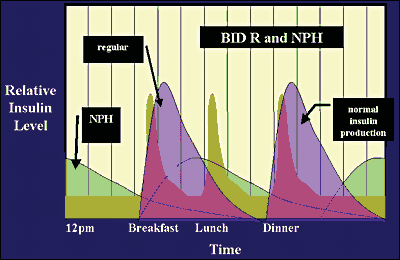 BID R and NPH
regular
Relative
Insulin
Level
NPH
normal
insulin
production
12pm Breakfast Lunch Dinner
Time